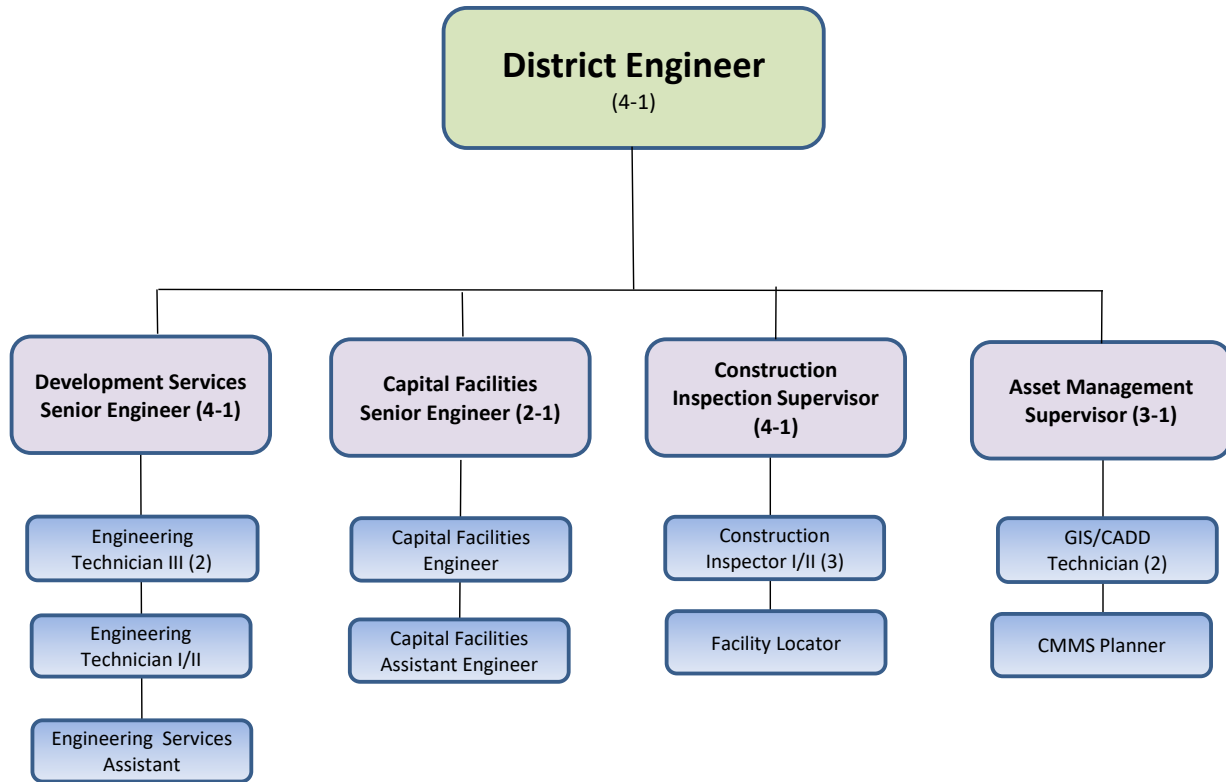 District Engineer
(4-1)
Development Services
Senior Engineer (4-1)
Capital Facilities
Senior Engineer (2-1)
Construction
Inspection Supervisor
(4-1)
Asset Management
Supervisor (3-1)
Engineering
Technician III (2)
Capital Facilities
Engineer
Construction
Inspector I/II (3)
GIS/CADD
Technician (2)
Engineering
Technician I/II
Capital Facilities
Assistant Engineer
Facility Locator
CMMS Planner
Engineering Services
Assistant